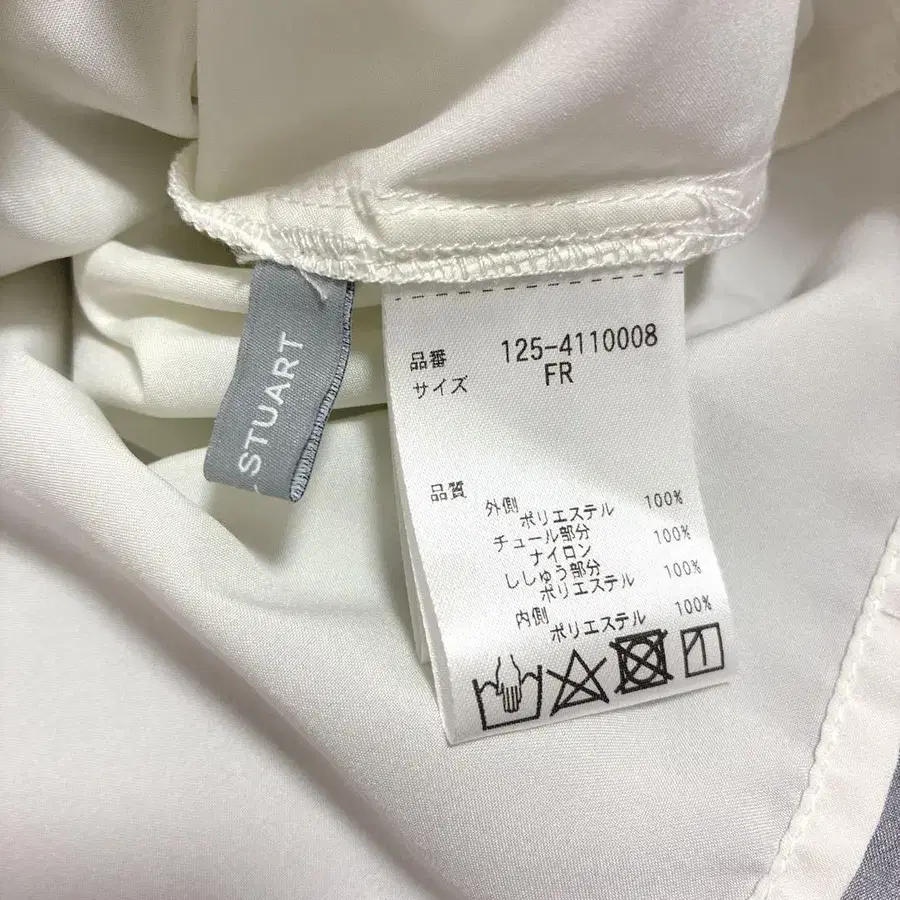 STUART
品番 125-4110008
サイズ FR
品質
外側
ポリエステル 100%
チュール部分
ナイロン 100%
ししゅう部分
ポリエステル 100%
内側
ポリエステル 100%